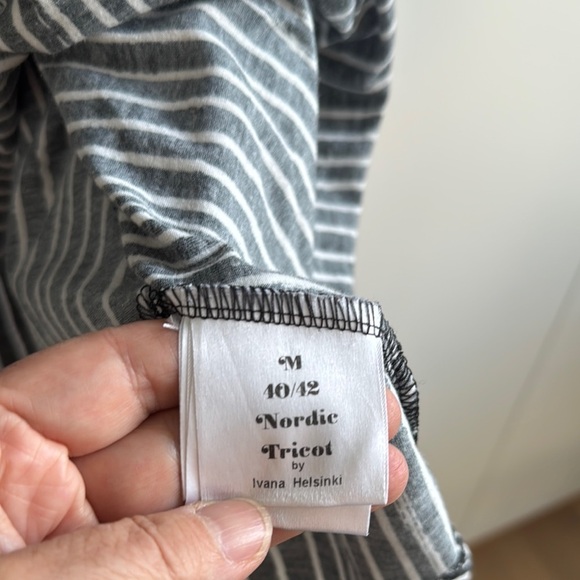 M
40/42
Nordic
Tricot
by
Ivana Helsinki